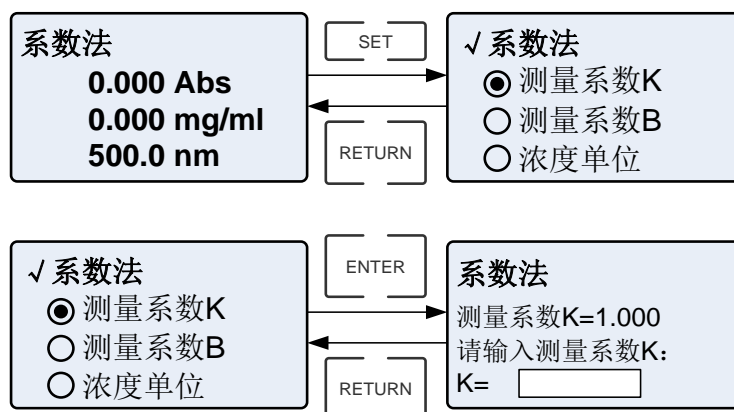 系数法
0.000 Abs
0.000 mg/ml
500.0 nm
SET
RETURN
√系数法
测量系数K
测量系数B
浓度单位
√系数法
测量系数K
测量系数B
浓度单位
ENTER
RETURN
系数法
测量系数K=1.000
请输入测量系数K：
K=